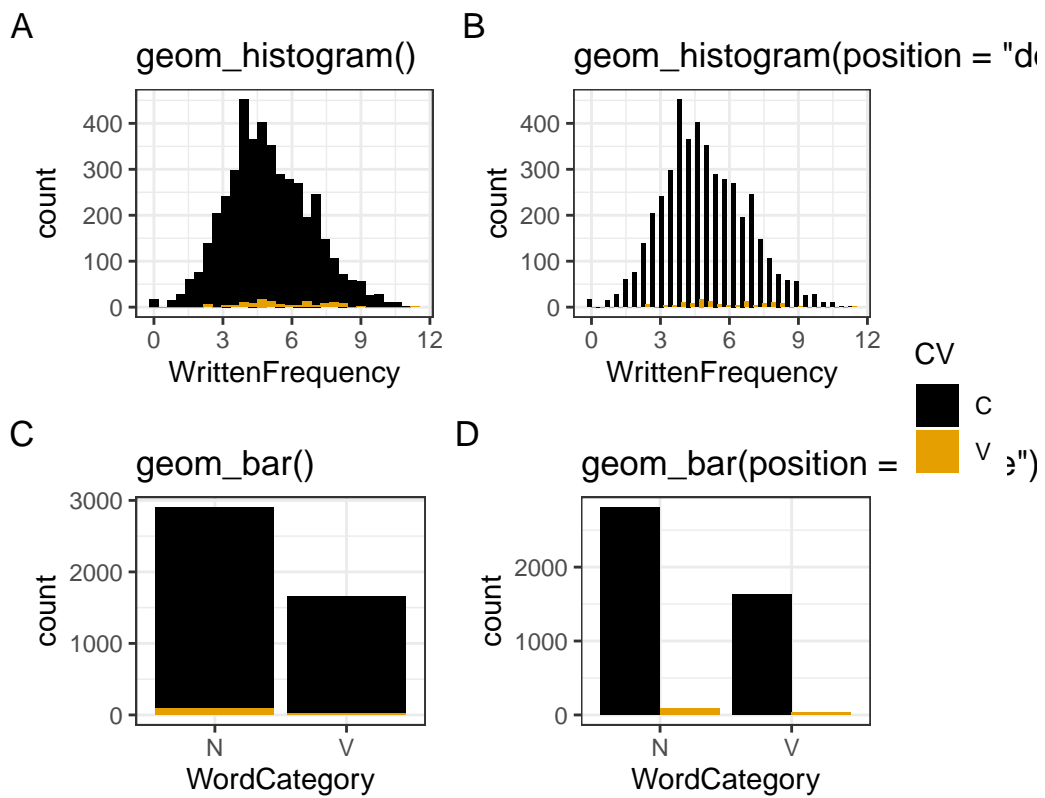 A
geom_histogram()
count
400
300
200
100
0
0 3 6 9 12
WrittenFrequency
B
geom_histogram(position = "do
count
400
300
200
100
0
0 3 6 9 12
WrittenFrequency
CV
C
V
C
geom_bar()
count
3000
2000
1000
0
N V
WordCategory
D
geom_bar(position = e")
count
2000
1000
0
N V
WordCategory